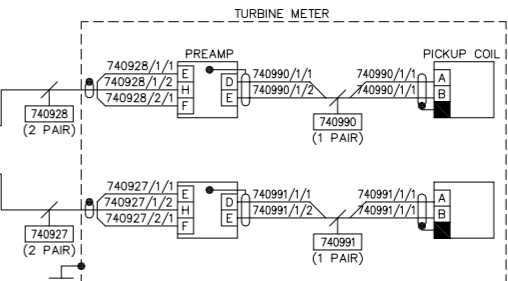 TURBINE METER
PREAMP
PICKUP COIL
740928/1/1
740928/1/2
740928/2/1
E
H
F
D
E
740990/1/1
740990/1/2
740990/1/1
740990/1/1
A
B
740928
(2 PAIR)
740990
(1 PAIR)
740927/1/1
740927/1/2
740927/2/1
E
H
F
D
E
740991/1/1
740991/1/2
740991/1/1
740991/1/1
A
B
740927
(2 PAIR)
740991
(1 PAIR)